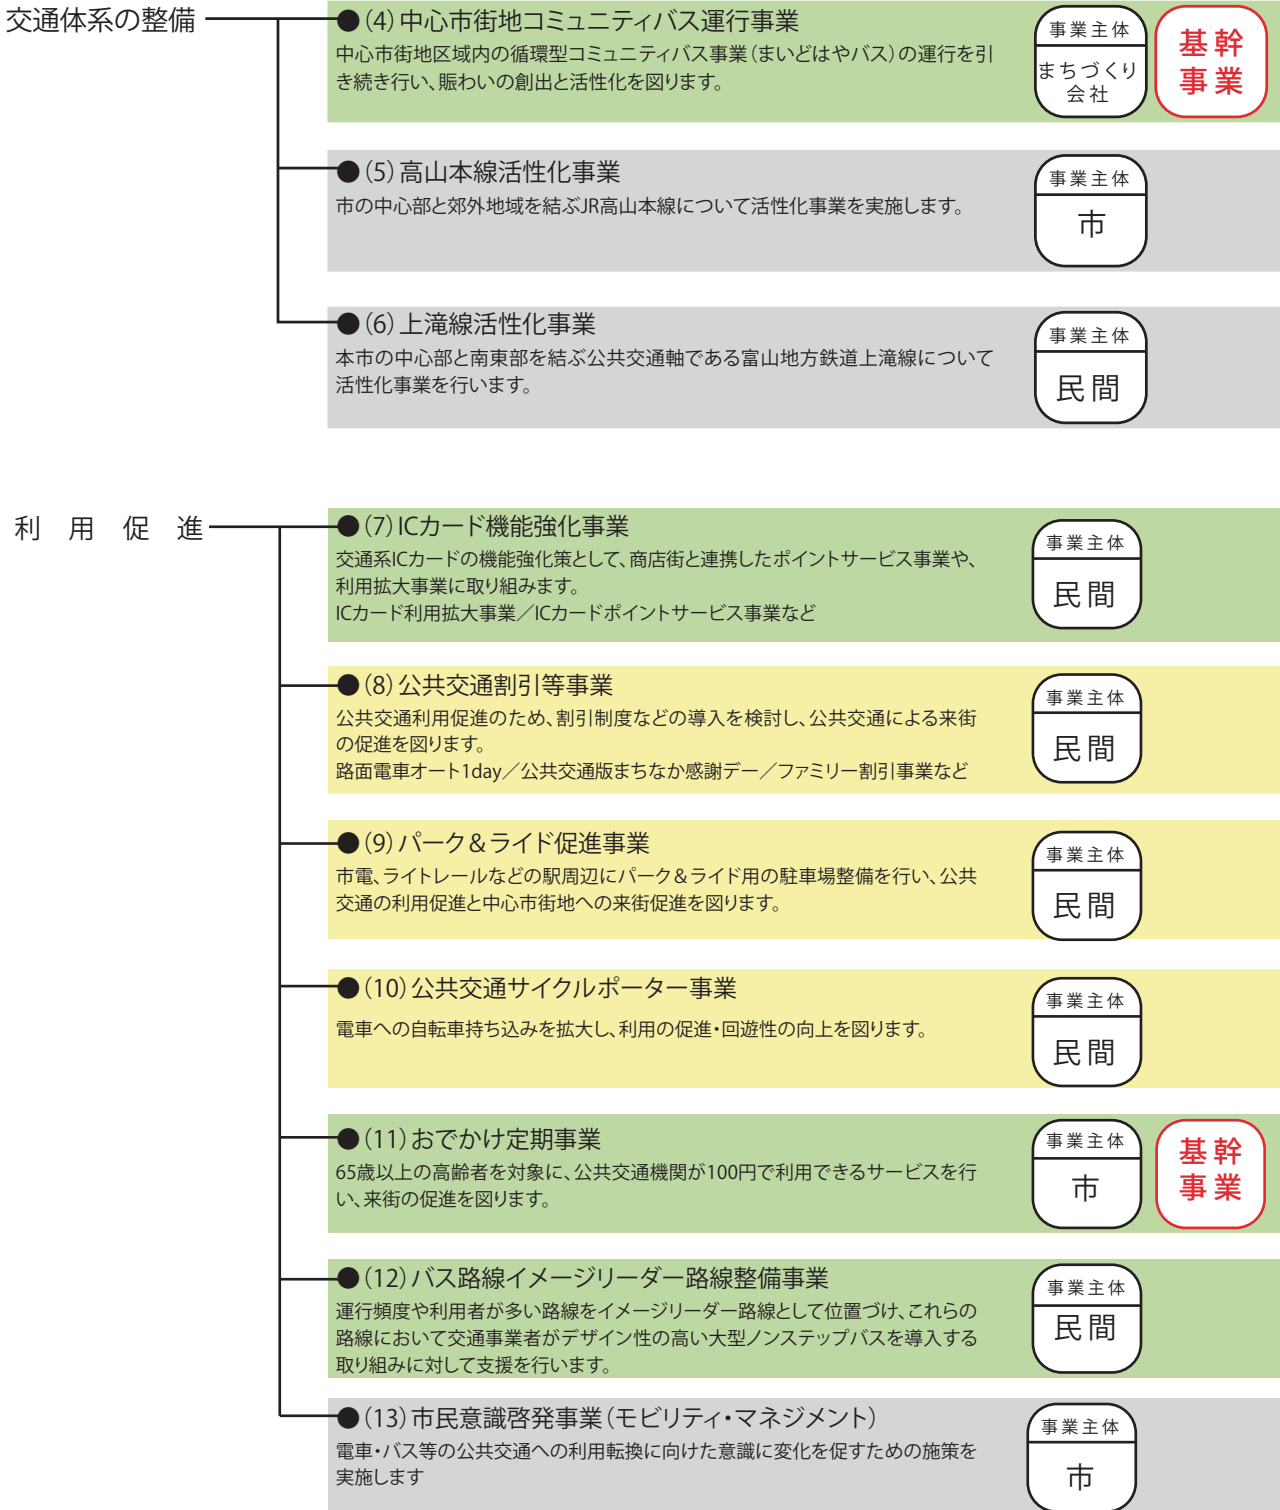 交通体系の整備
●(4)中心市街地コミュニティバス運行事業
中心市街地区域内の循環型コミュニティバス事業(まいどはやバス)の運行を引
き続き行い、賑わいの創出と活性化を図ります。
事業主体
まちづくり
会社
基幹
事業
●(5)高山本線活性化事業
市の中心部と郊外地域を結ぶJR高山本線について活性化事業を実施します。
事業主体
市
●(6)上滝線活性化事業
本市の中心部と南東部を結ぶ公共交通軸である富山地方鉄道上滝線について
活性化事業を行います。
事業主体
民間
利用促進
●(7)ICカード機能強化事業
交通系ICカードの機能強化策として、商店街と連携したポイントサービス事業や、
利用拡大事業に取り組みます。
ICカード利用拡大事業／ICカードポイントサービス事業など
事業主体
民間
●(8)公共交通割引等事業
公共交通利用促進のため、割引制度などの導入を検討し、公共交通による来街
の促進を図ります。
路面電車オート1day／公共交通版まちなか感謝デー／ファミリー割引事業など
事業主体
民間
●(9)パーク＆ライド促進事業
市電、ライトレールなどの駅周辺にパーク＆ライド用の駐車場整備を行い、公共
交通の利用促進と中心市街地への来街促進を図ります。
事業主体
民間
●(10)公共交通サイクルポーター事業
電車への自転車持ち込みを拡大し、利用の促進・回遊性の向上を図ります。
事業主体
民間
●(11)おでかけ定期事業
65歳以上の高齢者を対象に、公共交通機関が100円で利用できるサービスを行
い、来街の促進を図ります。
事業主体
市
基幹
事業
●(12)バス路線イメージリーダー路線整備事業
運行頻度や利用者が多い路線をイメージリーダー路線として位置づけ、これらの
路線において交通事業者がデザイン性の高い大型ノンステップバスを導入する
取り組みに対して支援を行います。
事業主体
民間
●(13)市民意識啓発事業(モビリティ・マネジメント)
電車・バス等の公共交通への利用転換に向けた意識に変化を促すための施策を
実施します
事業主体
市